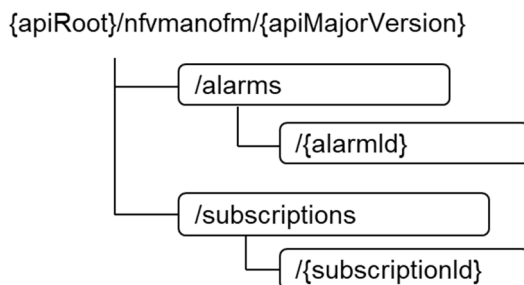 {apiRoot}/nfvmanofm/{apiMajorVersion}
/alarms
/{alarmId}
/subscriptions
/{subscriptionId}